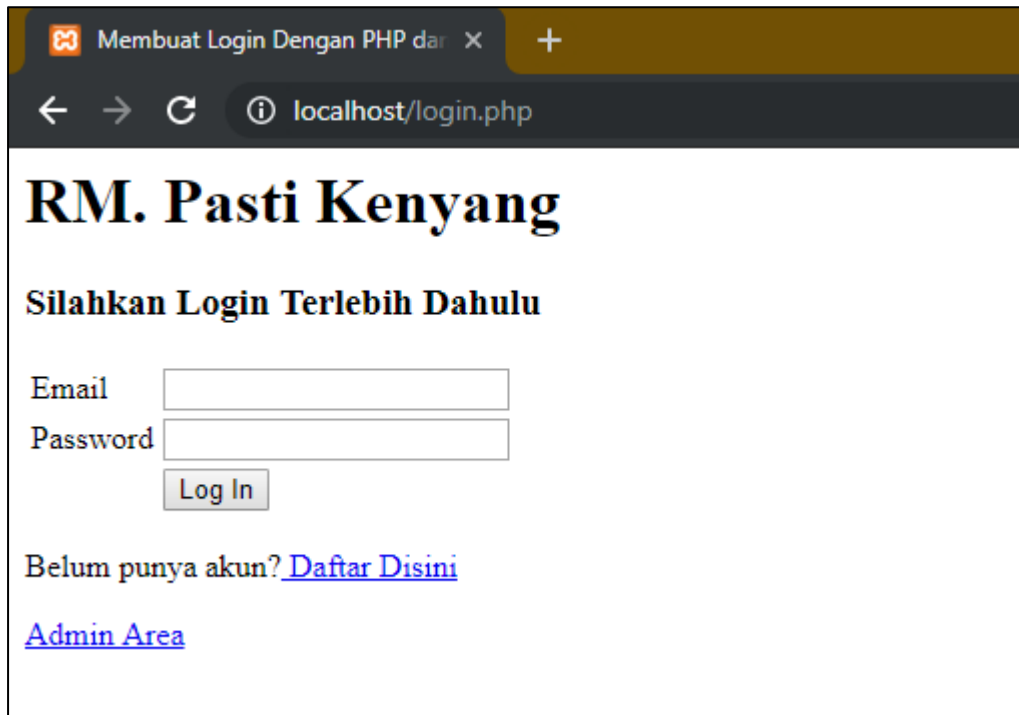 Membuat Login Dengan PHP dar
localhost/login.php
RM. Pasti Kenyang
Silahkan Login Terlebih Dahulu
Email
Password
Log In
Belum punya akun? Daftar Disini
Admin Area